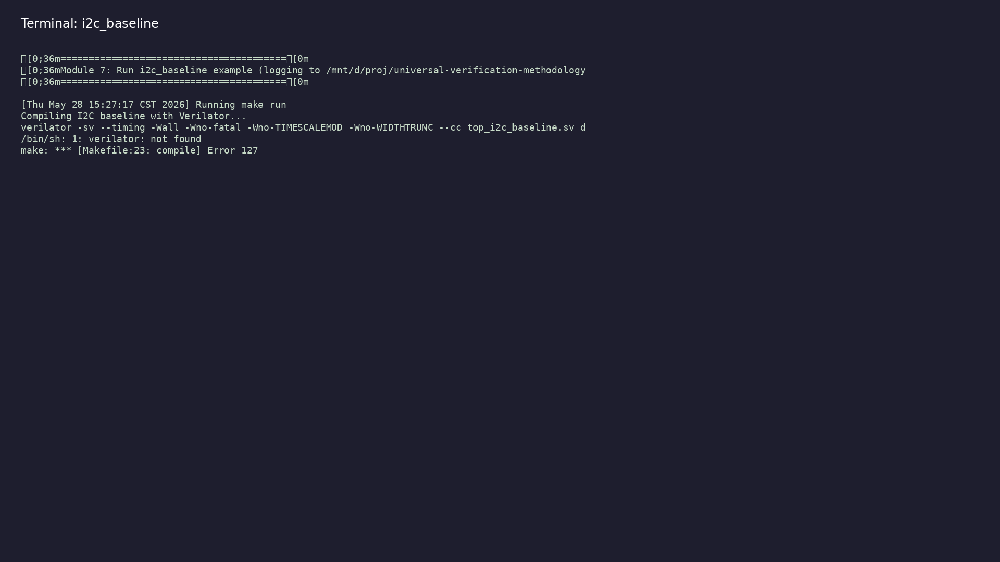 Terminal: i2c_baseline
[0;36m========================================[0m
[0;36mModule 7: Run i2c_baseline example (logging to /mnt/d/proj/universal-verification-methodology
[0;36m========================================[0m
[Thu May 28 15:27:17 CST 2026] Running make run
Compiling I2C baseline with Verilator...
verilator -sv --timing -Wall -Wno-fatal -Wno-TIMESCALEMOD -Wno-WIDTHTRUNC --cc top_i2c_baseline.sv d
/bin/sh: 1: verilator: not found
make: *** [Makefile:23: compile] Error 127